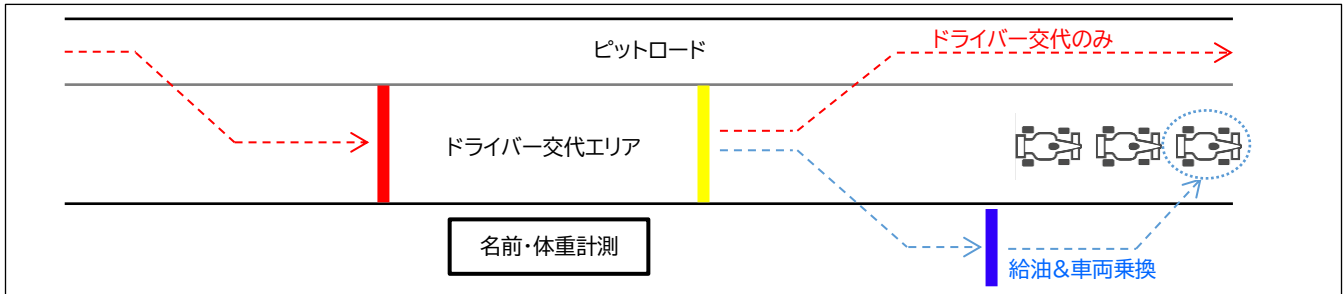 ドライバー交代のみ
ピットロード
ドライバー交代エリア
名前・体重計測
給油&車両乗換